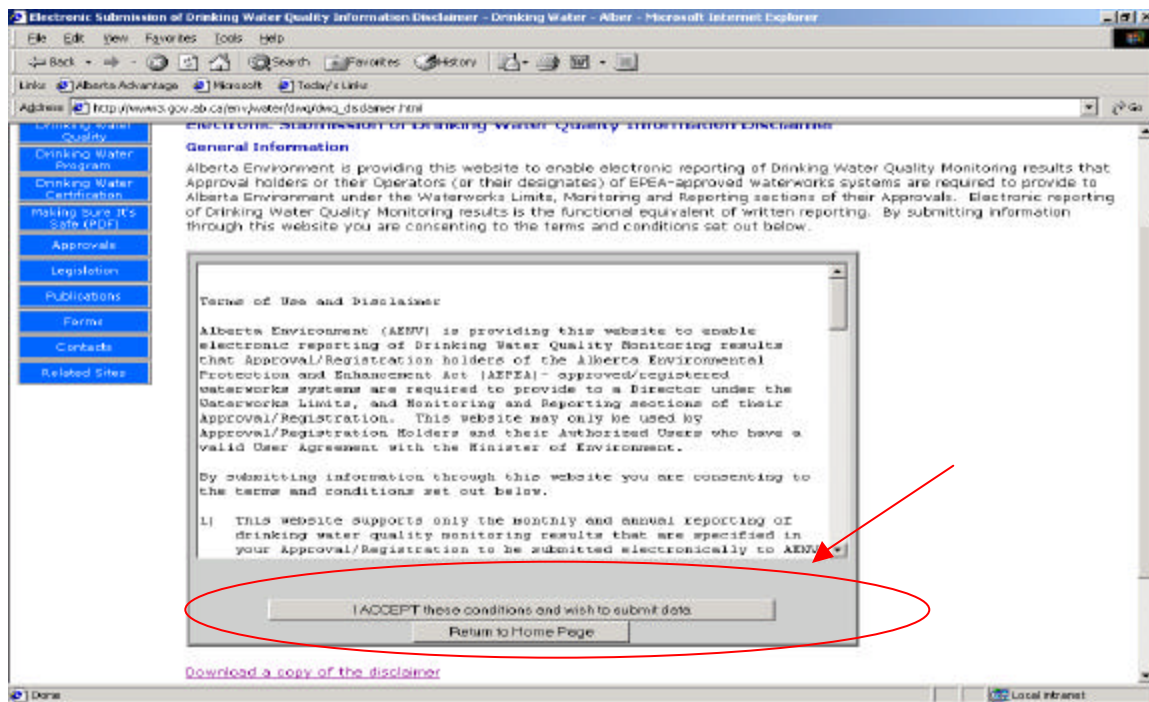 Electronic Submission of Drinking Water Quality Information Disclaimer - Drinking Water - Alber - Microsoft Internet Explorer
File Edit View Favorites Tools Help
Back Search Favorites History
Links Alberta Advantage Microsoft Today's Links
Address http://www3.gov.ab.ca/env/water/dwq/dwq_disclaimer.html Go
Drinking Water Quality
Drinking Water Program
Drinking Water Certification
Making Sure It's Safe (PDF)
Approvals
Legislation
Publications
Forms
Contacts
Related Sites
Electronic Submission of Drinking Water Quality Information Disclaimer
General Information
Alberta Environment is providing this website to enable electronic reporting of Drinking Water Quality Monitoring results that
Approval holders or their Operators (or their designates) of EPEA-approved waterworks systems are required to provide to
Alberta Environment under the Waterworks Limits, Monitoring and Reporting sections of their Approvals. Electronic reporting
of Drinking Water Quality Monitoring results is the functional equivalent of written reporting. By submitting information
through this website you are consenting to the terms and conditions set out below.
Terms of Use and Disclaimer
Alberta Environment (AENV) is providing this website to enable
electronic reporting of Drinking Water Quality Monitoring results
that Approval/Registration holders of the Alberta Environmental
Protection and Enhancement Act (AEPEA)- approved/registered
waterworks systems are required to provide to a Director under the
Waterworks Limits, and Monitoring and Reporting sections of their
Approval/Registration. This website may only be used by
Approval/Registration Holders and their Authorized Users who have a
valid User Agreement with the Minister of Environment.
By submitting information through this website you are consenting to
the terms and conditions set out below.
1) This website supports only the monthly and annual reporting of
drinking water quality monitoring results that are specified in
your Approval/Registration to be submitted electronically to AENV
I ACCEPT these conditions and wish to submit data
Return to Home Page
Download a copy of the disclaimer
Done Local intranet